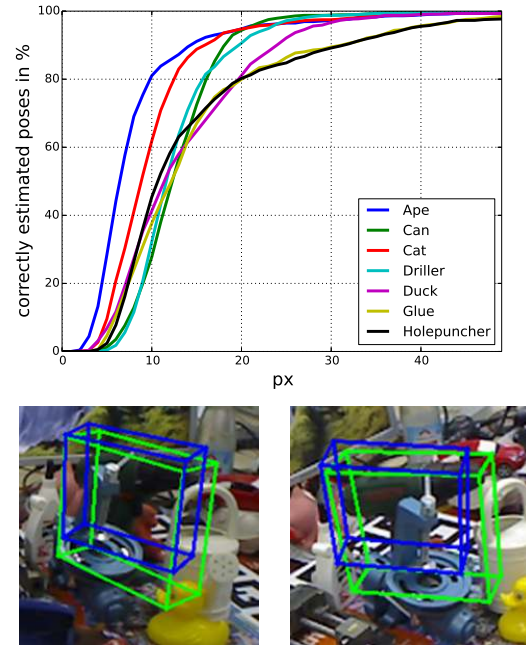 100
80
60
40
20
0
0
10
20
30
40
correctly estimated poses in %
px
Ape
Can
Cat
Driller
Duck
Glue
Holepuncher